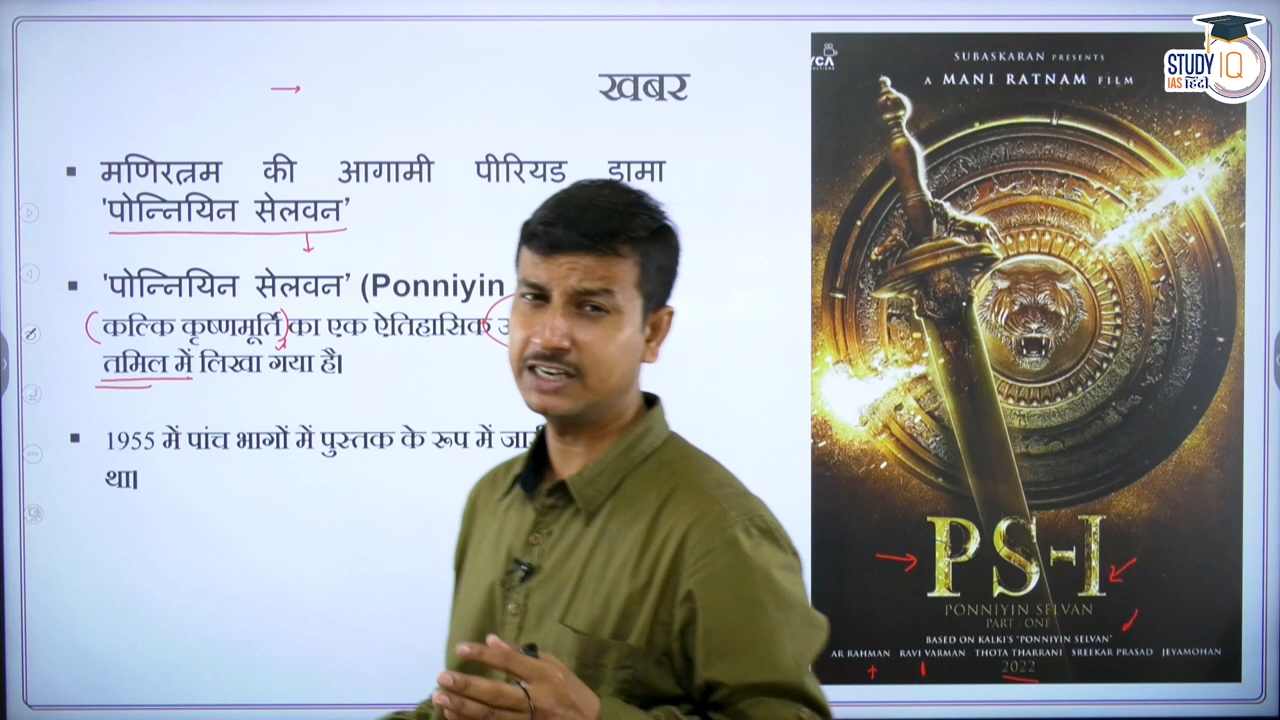 खबर
मणिरत्नम की आगामी पीरियड ड्रामा
'पोन्नियिन सेलवन’
'पोन्नियिन सेलवन’ (Ponniyin
कल्कि कृष्णमूर्ति का एक ऐतिहासिक
तमिल में लिखा गया है।
1955 में पांच भागों में पुस्तक के रूप में
था।
SUBASKARAN PRESENTS
A MANI RATNAM FILM
PS-I
PONNIYIN SELVAN
PART : ONE
BASED ON KALKI'S "PONNIYIN SELVAN"
AR RAHMAN RAVI VARMAN THOTA THARRANI SREEKAR PRASAD JEYAMOHAN
2022
STUDY IQ
IAS हिंदी